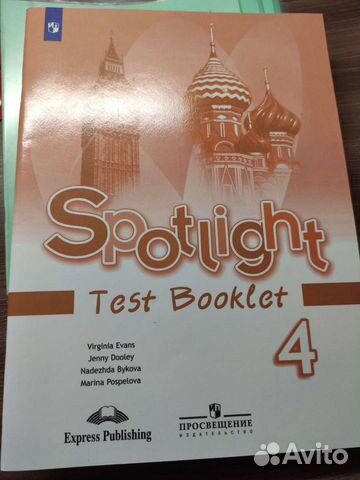 Spotlight
Test Booklet
4
Virginia Evans
Jenny Dooley
Nadezhda Bykova
Marina Pospelova
Express Publishing
ПРОСВЕЩЕНИЕ
ИЗДАТЕЛЬСТВО
Avito